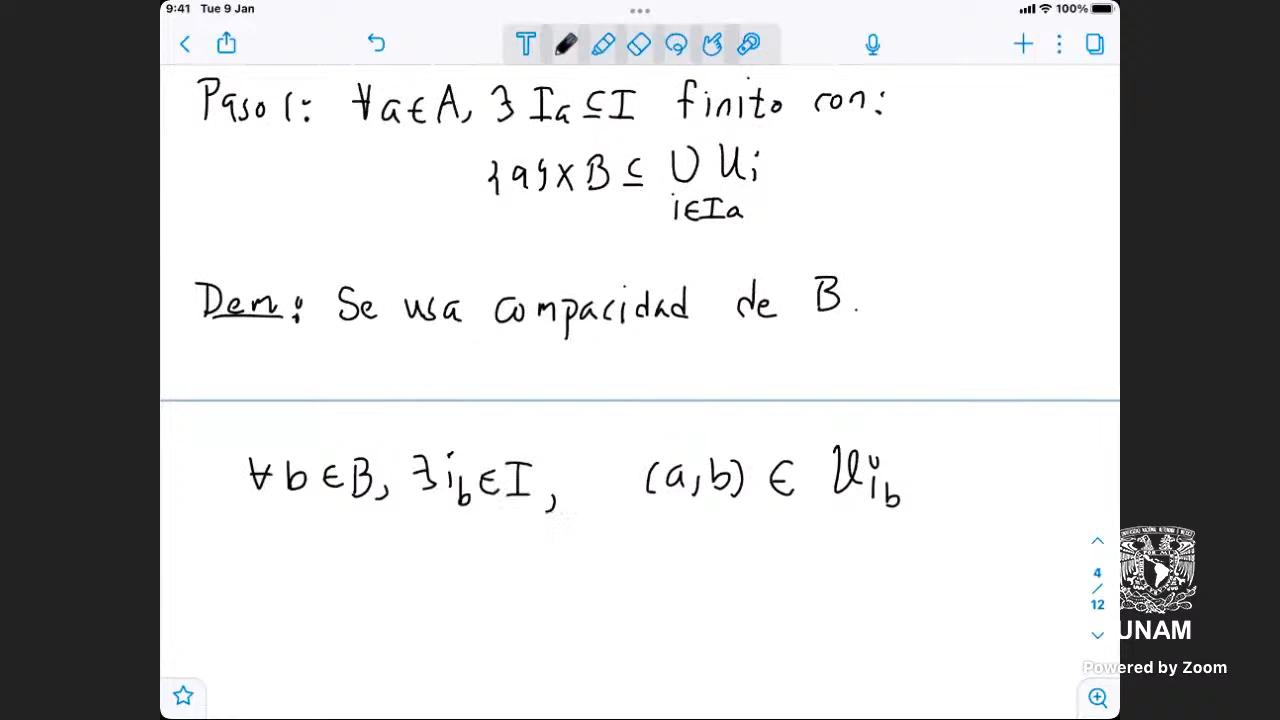 9:41 Tue 9 Jan 100%
Paso 1: ∀a∈A, ∃ Ia ⊆ I finito con:
{a}×B ⊆ ∪ Ui
i∈Ia
Dem: Se usa compacidad de B.
∀b∈B, ∃ i_b∈I, (a,b) ∈ U_{i_b}
4
/
12
UNAM
Powered by Zoom